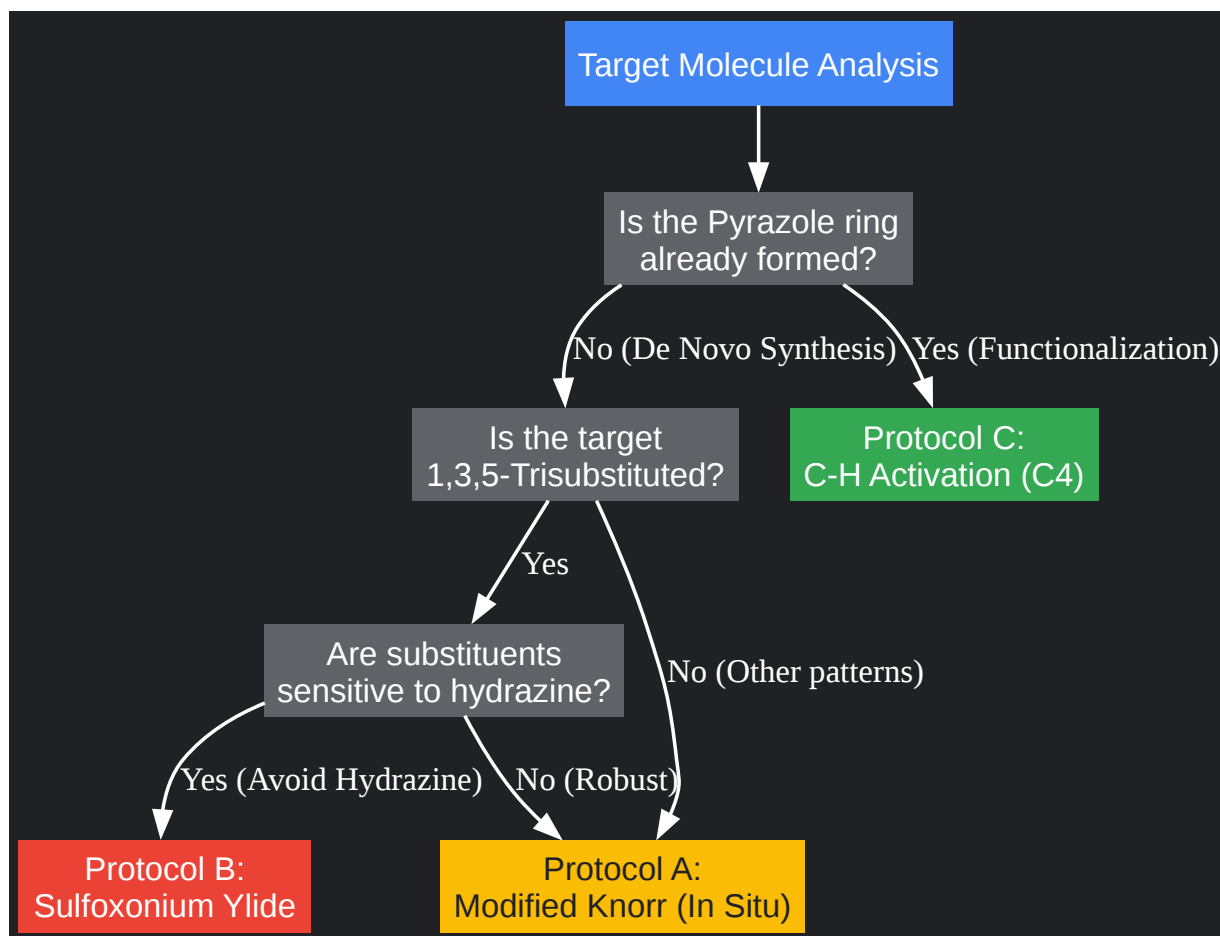 Target Molecule Analysis
Is the Pyrazole ring
already formed?
No (De Novo Synthesis)
Yes (Functionalization)
Is the target
1,3,5-Trisubstituted?
Protocol C:
C-H Activation (C4)
Yes
Are substituents
sensitive to hydrazine?
No (Other patterns)
Yes (Avoid Hydrazine)
No (Robust)
Protocol B:
Sulfoxonium Ylide
Protocol A:
Modified Knorr (In Situ)